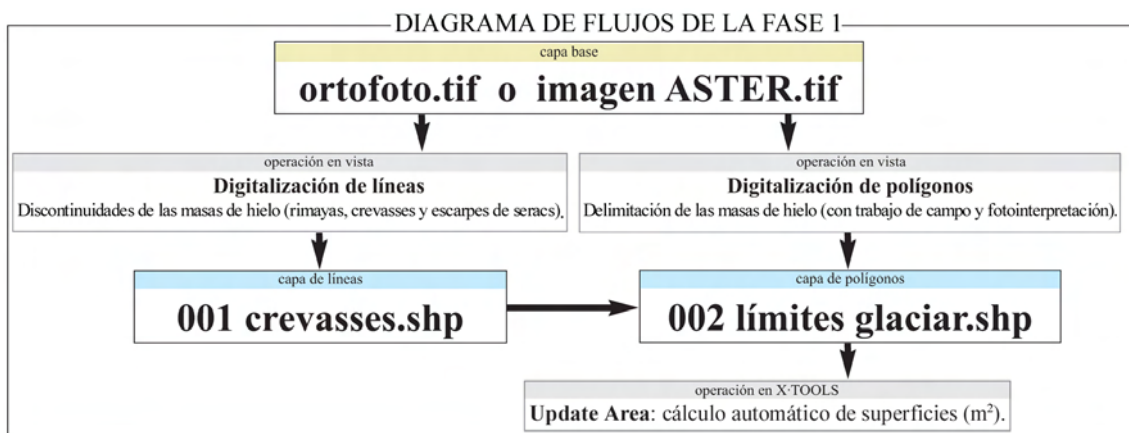 DIAGRAMA DE FLUJOS DE LA FASE 1
capa base
ortofoto.tif o imagen ASTER.tif
operación en vista
Digitalización de líneas
Discontinuidades de las masas de hielo (rimayas, crevasses y escarpes de seracs).
operación en vista
Digitalización de polígonos
Delimitación de las masas de hielo (con trabajo de campo y fotointerpretación).
capa de líneas
001 crevasses.shp
capa de polígonos
002 límites glaciar.shp
operación en X·TOOLS
Update Area: cálculo automático de superficies (m²).